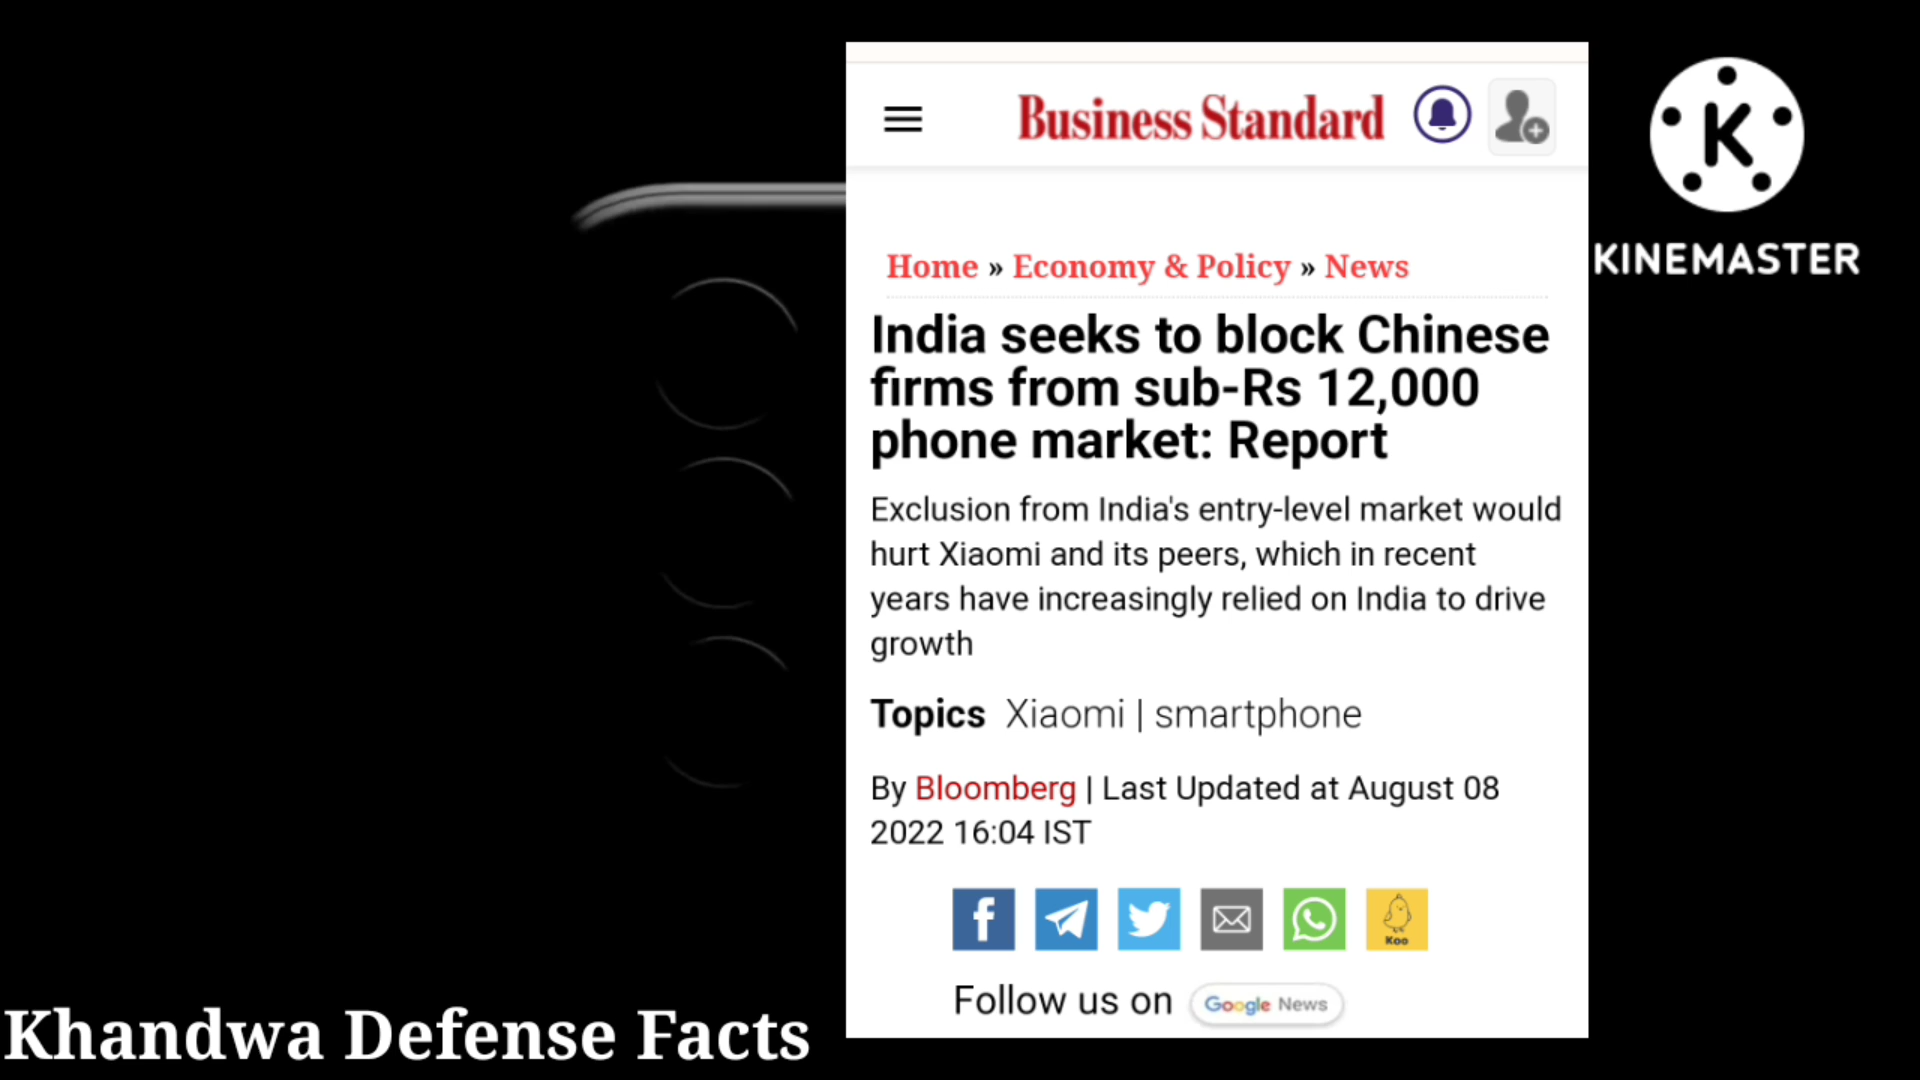 Business Standard
K
KINEMASTER
Home » Economy & Policy » News
India seeks to block Chinese
firms from sub-Rs 12,000
phone market: Report
Exclusion from India's entry-level market would
hurt Xiaomi and its peers, which in recent
years have increasingly relied on India to drive
growth
Topics Xiaomi | smartphone
By Bloomberg | Last Updated at August 08
2022 16:04 IST
f
Koo
Follow us on Google News
Khandwa Defense Facts